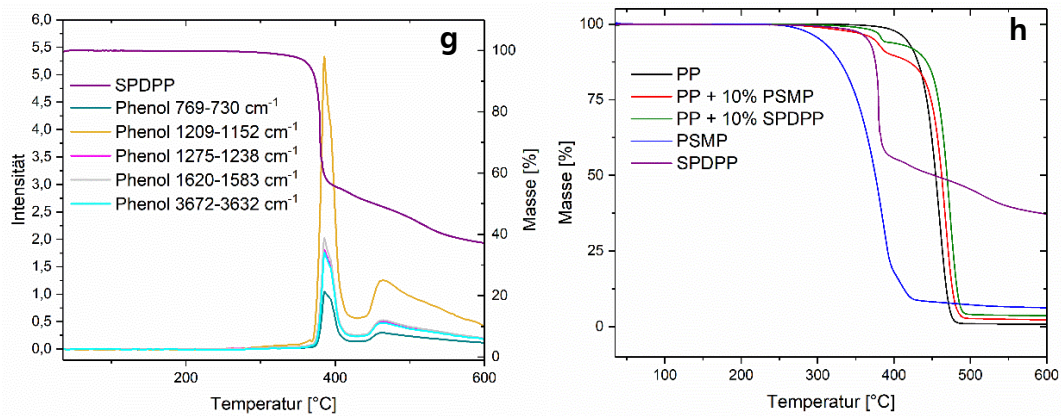 g
Intensität
5,5
5,0
4,5
4,0
3,5
3,0
2,5
2,0
1,5
1,0
0,5
0,0
SPDPP
Phenol 769-730 cm⁻¹
Phenol 1209-1152 cm⁻¹
Phenol 1275-1238 cm⁻¹
Phenol 1620-1583 cm⁻¹
Phenol 3672-3632 cm⁻¹
100
80
60
40
20
0
Masse [%]
200 400 600
Temperatur [°C]
h
Masse [%]
100
75
50
25
0
PP
PP + 10% PSMP
PP + 10% SPDPP
PSMP
SPDPP
100 200 300 400 500 600
Temperatur [°C]